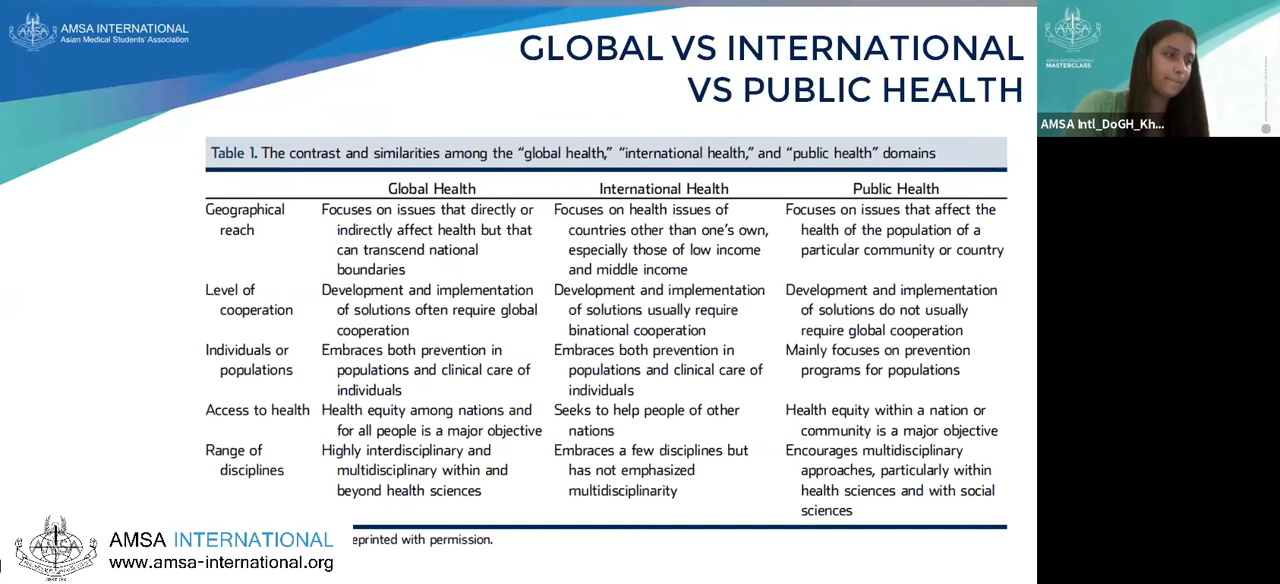 AMSA INTERNATIONAL
Asian Medical Students' Association
GLOBAL VS INTERNATIONAL
VS PUBLIC HEALTH
AMSA INTERNATIONAL
MASTERCLASS
AMSA Intl_DoGH_Kh...
Table 1. The contrast and similarities among the “global health,” “international health,” and “public health” domains
Global Health International Health Public Health
Geographical Focuses on issues that directly or Focuses on health issues of Focuses on issues that affect the
reach indirectly affect health but that countries other than one's own, health of the population of a
can transcend national especially those of low income particular community or country
boundaries and middle income
Level of Development and implementation Development and implementation Development and implementation
cooperation of solutions often require global of solutions usually require of solutions do not usually
cooperation binational cooperation require global cooperation
Individuals or Embraces both prevention in Embraces both prevention in Mainly focuses on prevention
populations populations and clinical care of populations and clinical care of programs for populations
individuals individuals
Access to health Health equity among nations and Seeks to help people of other Health equity within a nation or
for all people is a major objective nations community is a major objective
Range of Highly interdisciplinary and Embraces a few disciplines but Encourages multidisciplinary
disciplines multidisciplinary within and has not emphasized approaches, particularly within
beyond health sciences multidisciplinarity health sciences and with social
sciences
eprinted with permission.
AMSA INTERNATIONAL
www.amsa-international.org